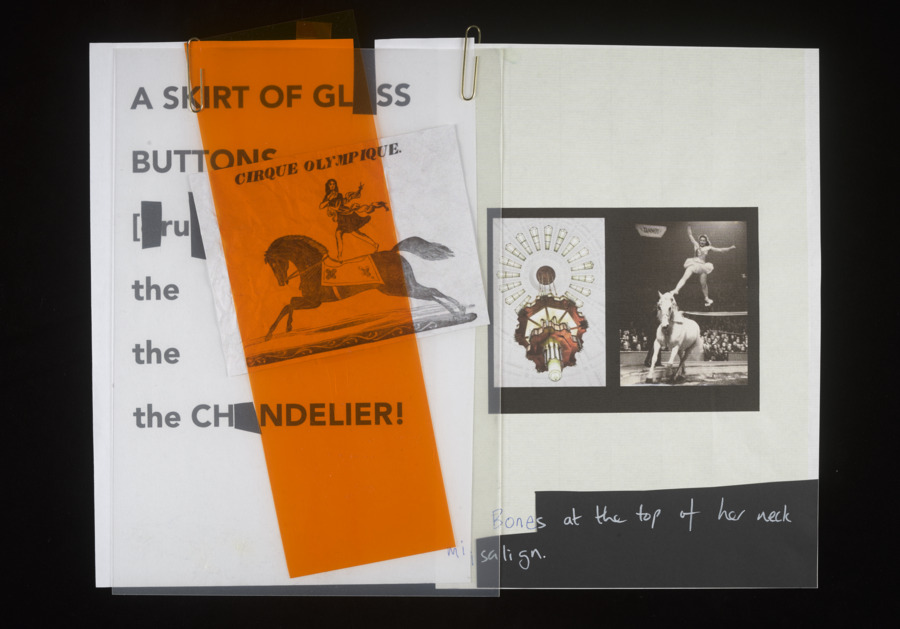 A SKIRT OF GLASS
BUTTONS
CIRQUE OLYMPIQUE.
the
the
the CHANDELIER!
Bones at the top of her neck
misalign.